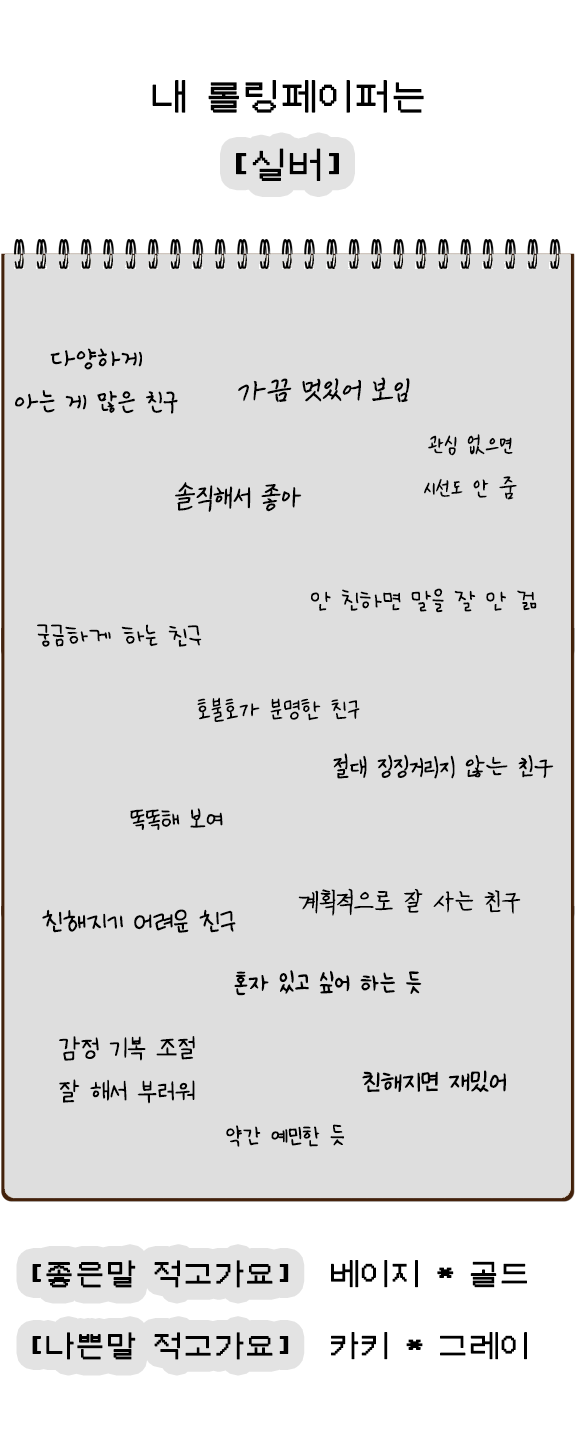 내 롤링페이퍼는
[실버]
다양하게
아는 게 많은 친구
가끔 멋있어 보임
관심 없으면
시선도 안 줌
솔직해서 좋아
안 친하면 말을 잘 안 걺
궁금하게 하는 친구
호불호가 분명한 친구
절대 징징거리지 않는 친구
똑똑해 보여
계획적으로 잘 사는 친구
친해지기 어려운 친구
혼자 있고 싶어 하는 듯
감정 기복 조절
잘 해서 부러워
친해지면 재밌어
약간 예민한 듯
[좋은말 적고가요] 베이지 * 골드
[나쁜말 적고가요] 카키 * 그레이